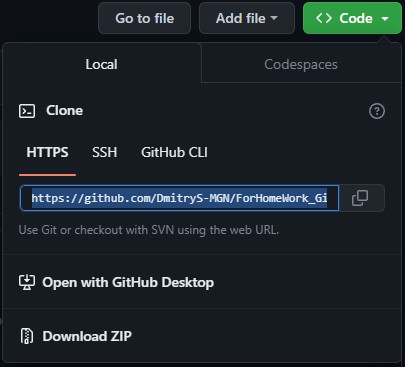 Go to file Add file <> Code
Local Codespaces
Clone
HTTPS SSH GitHub CLI
https://github.com/DmitryS-MGN/ForHomeWork_Gi
Use Git or checkout with SVN using the web URL.
Open with GitHub Desktop
Download ZIP